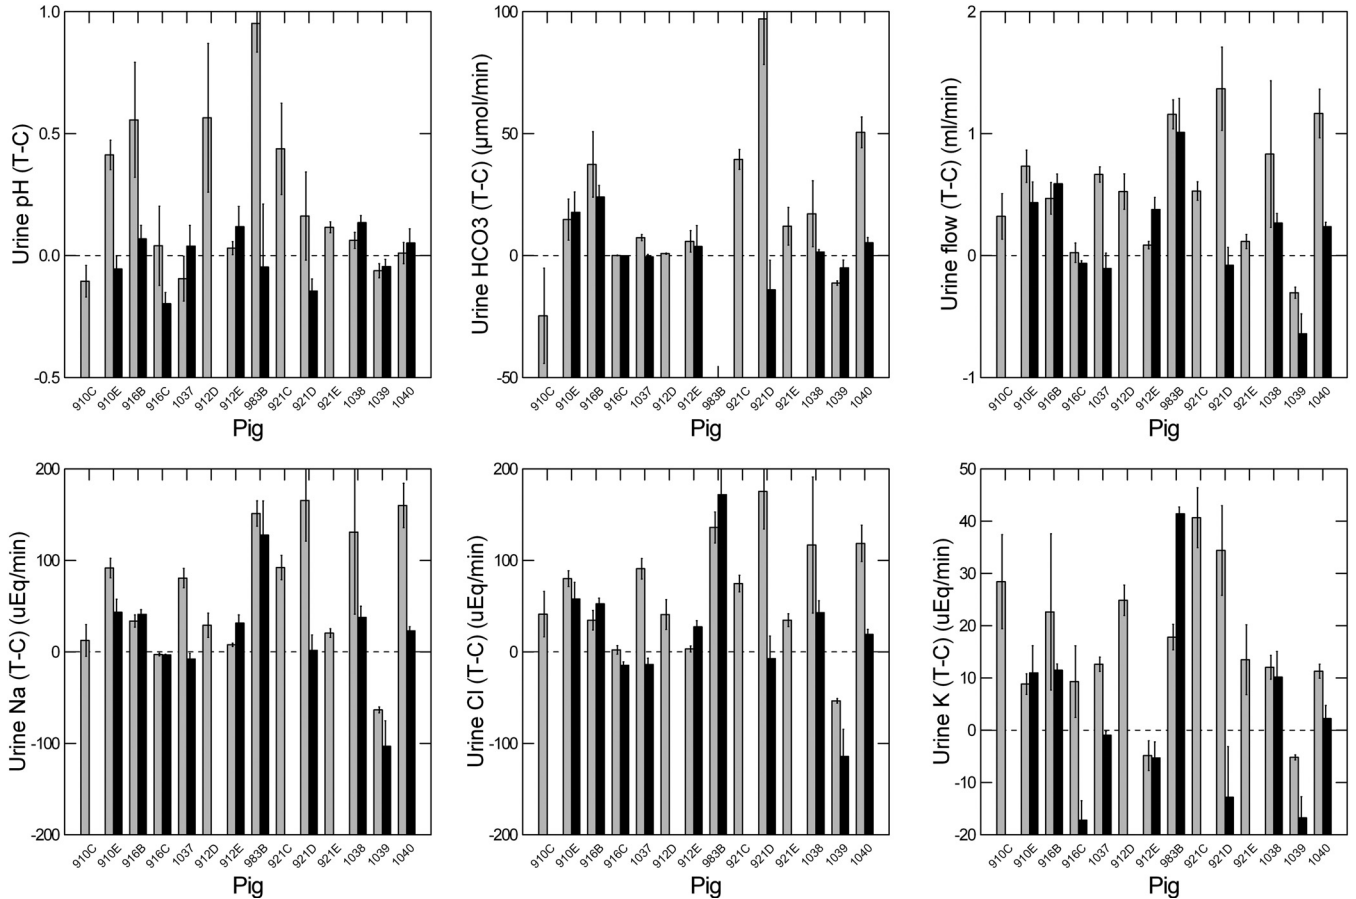 Urine pH (T-C)
1.0
0.5
0.0
-0.5
910C 910E 916B 916C 1037 912D 912E 983B 921C 921D 921E 1038 1039 1040
Pig
Urine HCO3 (T-C) (µmol/min)
100
50
0
-50
910C 910E 916B 916C 1037 912D 912E 983B 921C 921D 921E 1038 1039 1040
Pig
Urine flow (T-C) (ml/min)
2
1
0
-1
910C 910E 916B 916C 1037 912D 912E 983B 921C 921D 921E 1038 1039 1040
Pig
Urine Na (T-C) (uEq/min)
200
100
0
-100
-200
910C 910E 916B 916C 1037 912D 912E 983B 921C 921D 921E 1038 1039 1040
Pig
Urine Cl (T-C) (uEq/min)
200
100
0
-100
-200
910C 910E 916B 916C 1037 912D 912E 983B 921C 921D 921E 1038 1039 1040
Pig
Urine K (T-C) (uEq/min)
50
40
30
20
10
0
-10
-20
910C 910E 916B 916C 1037 912D 912E 983B 921C 921D 921E 1038 1039 1040
Pig